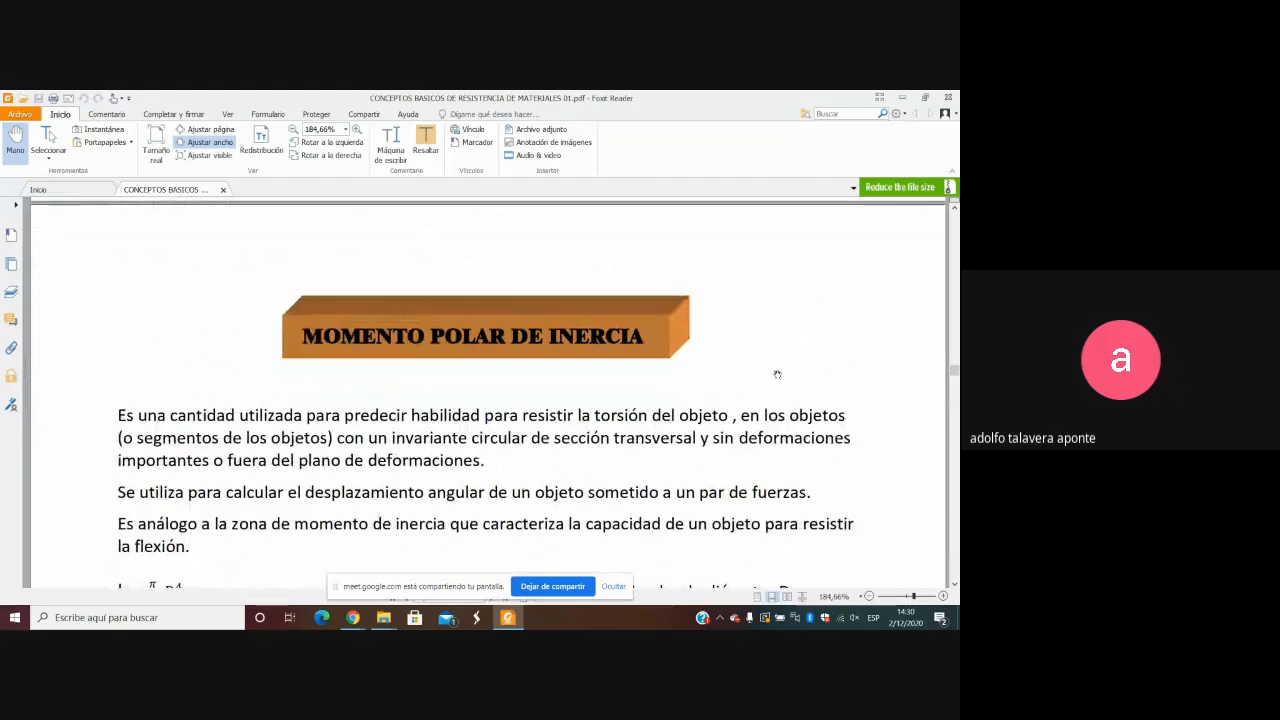 CONCEPTOS BASICOS DE RESISTENCIA DE MATERIALES 01.pdf - Foxit Reader
Archivo Inicio Comentario Completar y firmar Ver Formulario Proteger Compartir Ayuda Dígame qué desea hacer... Buscar
Mano
Seleccionar
Instantánea
Portapapeles
Herramientas
Tamaño real
Ajustar página
Ajustar ancho
Ajustar visible
Redistribución
184,66%
Rotar a la izquierda
Rotar a la derecha
Ver
Máquina de escribir
Resaltar
Comentario
Vínculo
Marcador
Vínculos
Archivo adjunto
Anotación de imágenes
Audio & video
Insertar
Inicio CONCEPTOS BASICOS ... Reduce the file size
MOMENTO POLAR DE INERCIA
Es una cantidad utilizada para predecir habilidad para resistir la torsión del objeto , en los objetos
(o segmentos de los objetos) con un invariante circular de sección transversal y sin deformaciones
importantes o fuera del plano de deformaciones.
Se utiliza para calcular el desplazamiento angular de un objeto sometido a un par de fuerzas.
Es análogo a la zona de momento de inercia que caracteriza la capacidad de un objeto para resistir
la flexión.
meet.google.com está compartiendo tu pantalla. Dejar de compartir Ocultar
184,66%
Escribe aquí para buscar
ESP
14:30
2/12/2020
a
adolfo talavera aponte